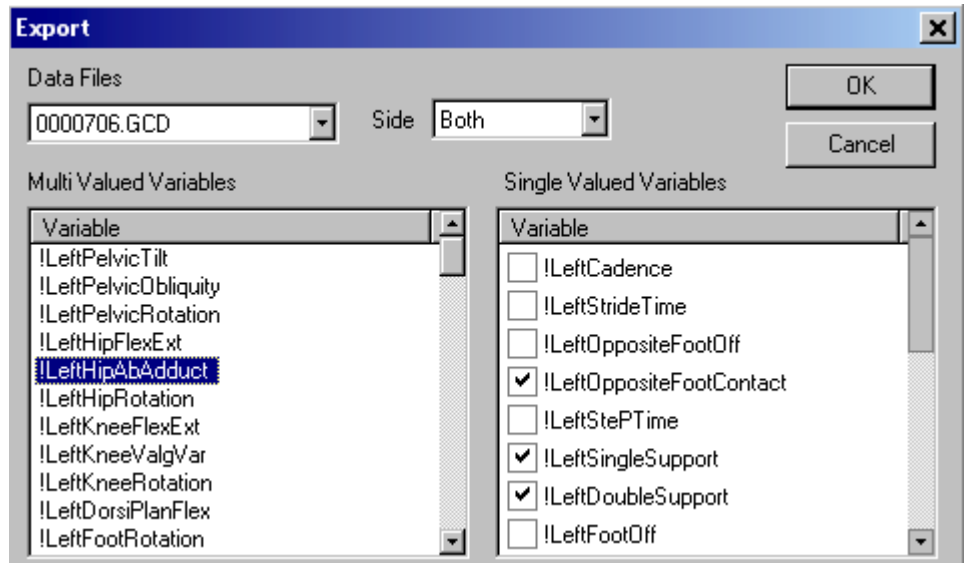 Export
Data Files
0000706.GCD
Side
Both
OK
Cancel
Multi Valued Variables
Variable
!LeftPelvicTilt
!LeftPelvicObliquity
!LeftPelvicRotation
!LeftHipFlexExt
!LeftHipAbAdduct
!LeftHipRotation
!LeftKneeFlexExt
!LeftKneeValgVar
!LeftKneeRotation
!LeftDorsiPlanFlex
!LeftFootRotation
Single Valued Variables
Variable
!LeftCadence
!LeftStrideTime
!LeftOppositeFootOff
!LeftOppositeFootContact
!LeftStePTime
!LeftSingleSupport
!LeftDoubleSupport
!LeftFootOff